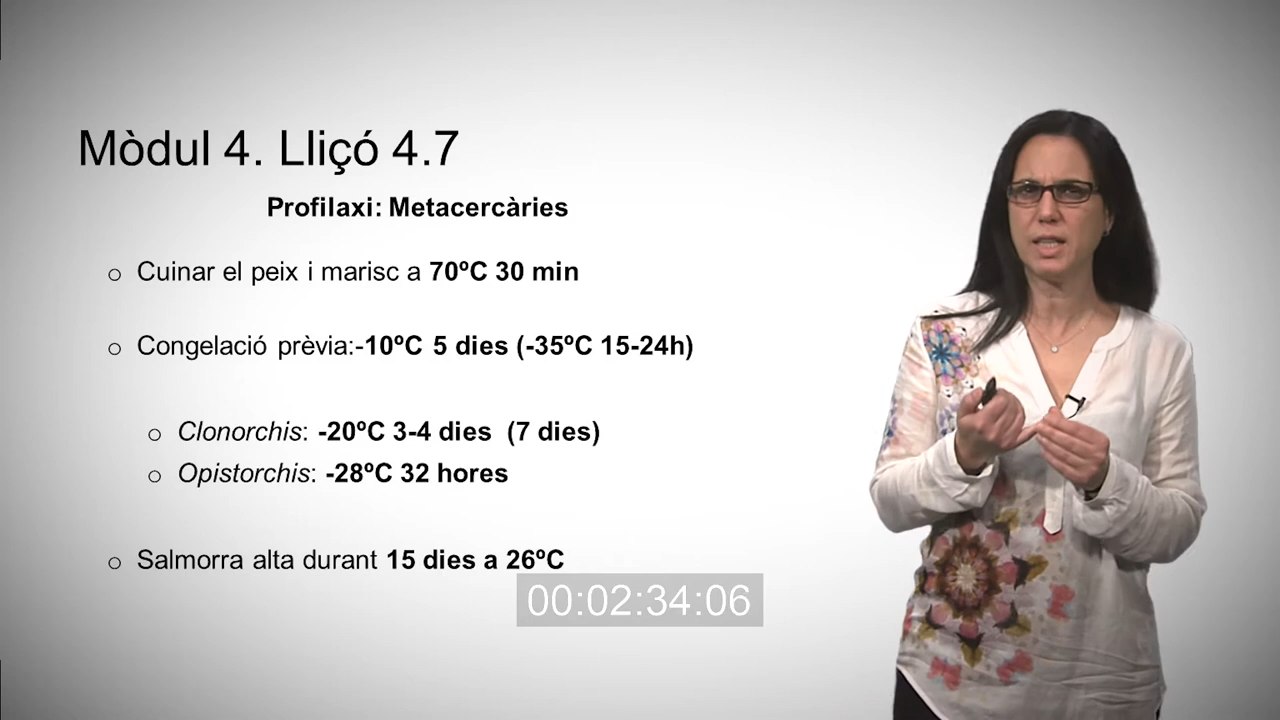 Mòdul 4. Lliçó 4.7
Profilaxi: Metacercàries
o Cuinar el peix i marisc a 70ºC 30 min
o Congelació prèvia:-10ºC 5 dies (-35ºC 15-24h)
o Clonorchis: -20ºC 3-4 dies (7 dies)
o Opistorchis: -28ºC 32 hores
o Salmorra alta durant 15 dies a 26ºC
00:02:34:06